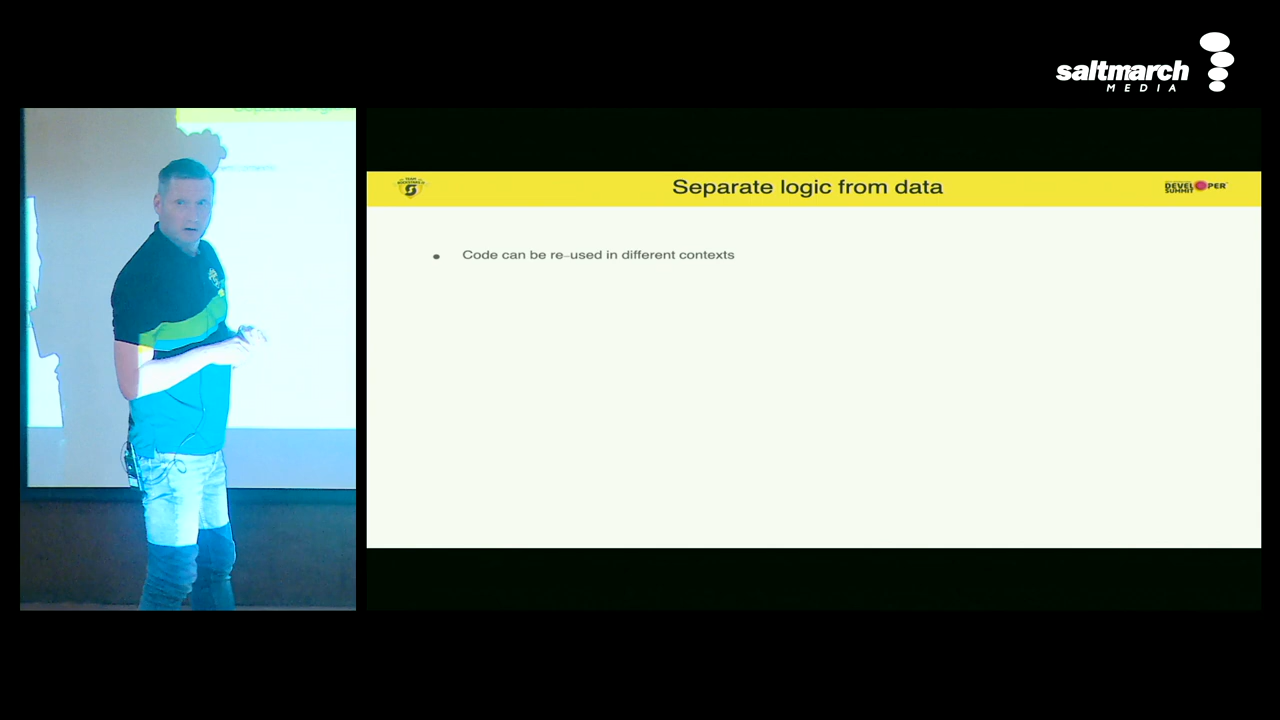 saltmarch
MEDIA
Separate logic from data
DEVELOPER
SUMMIT
• Code can be re-used in different contexts